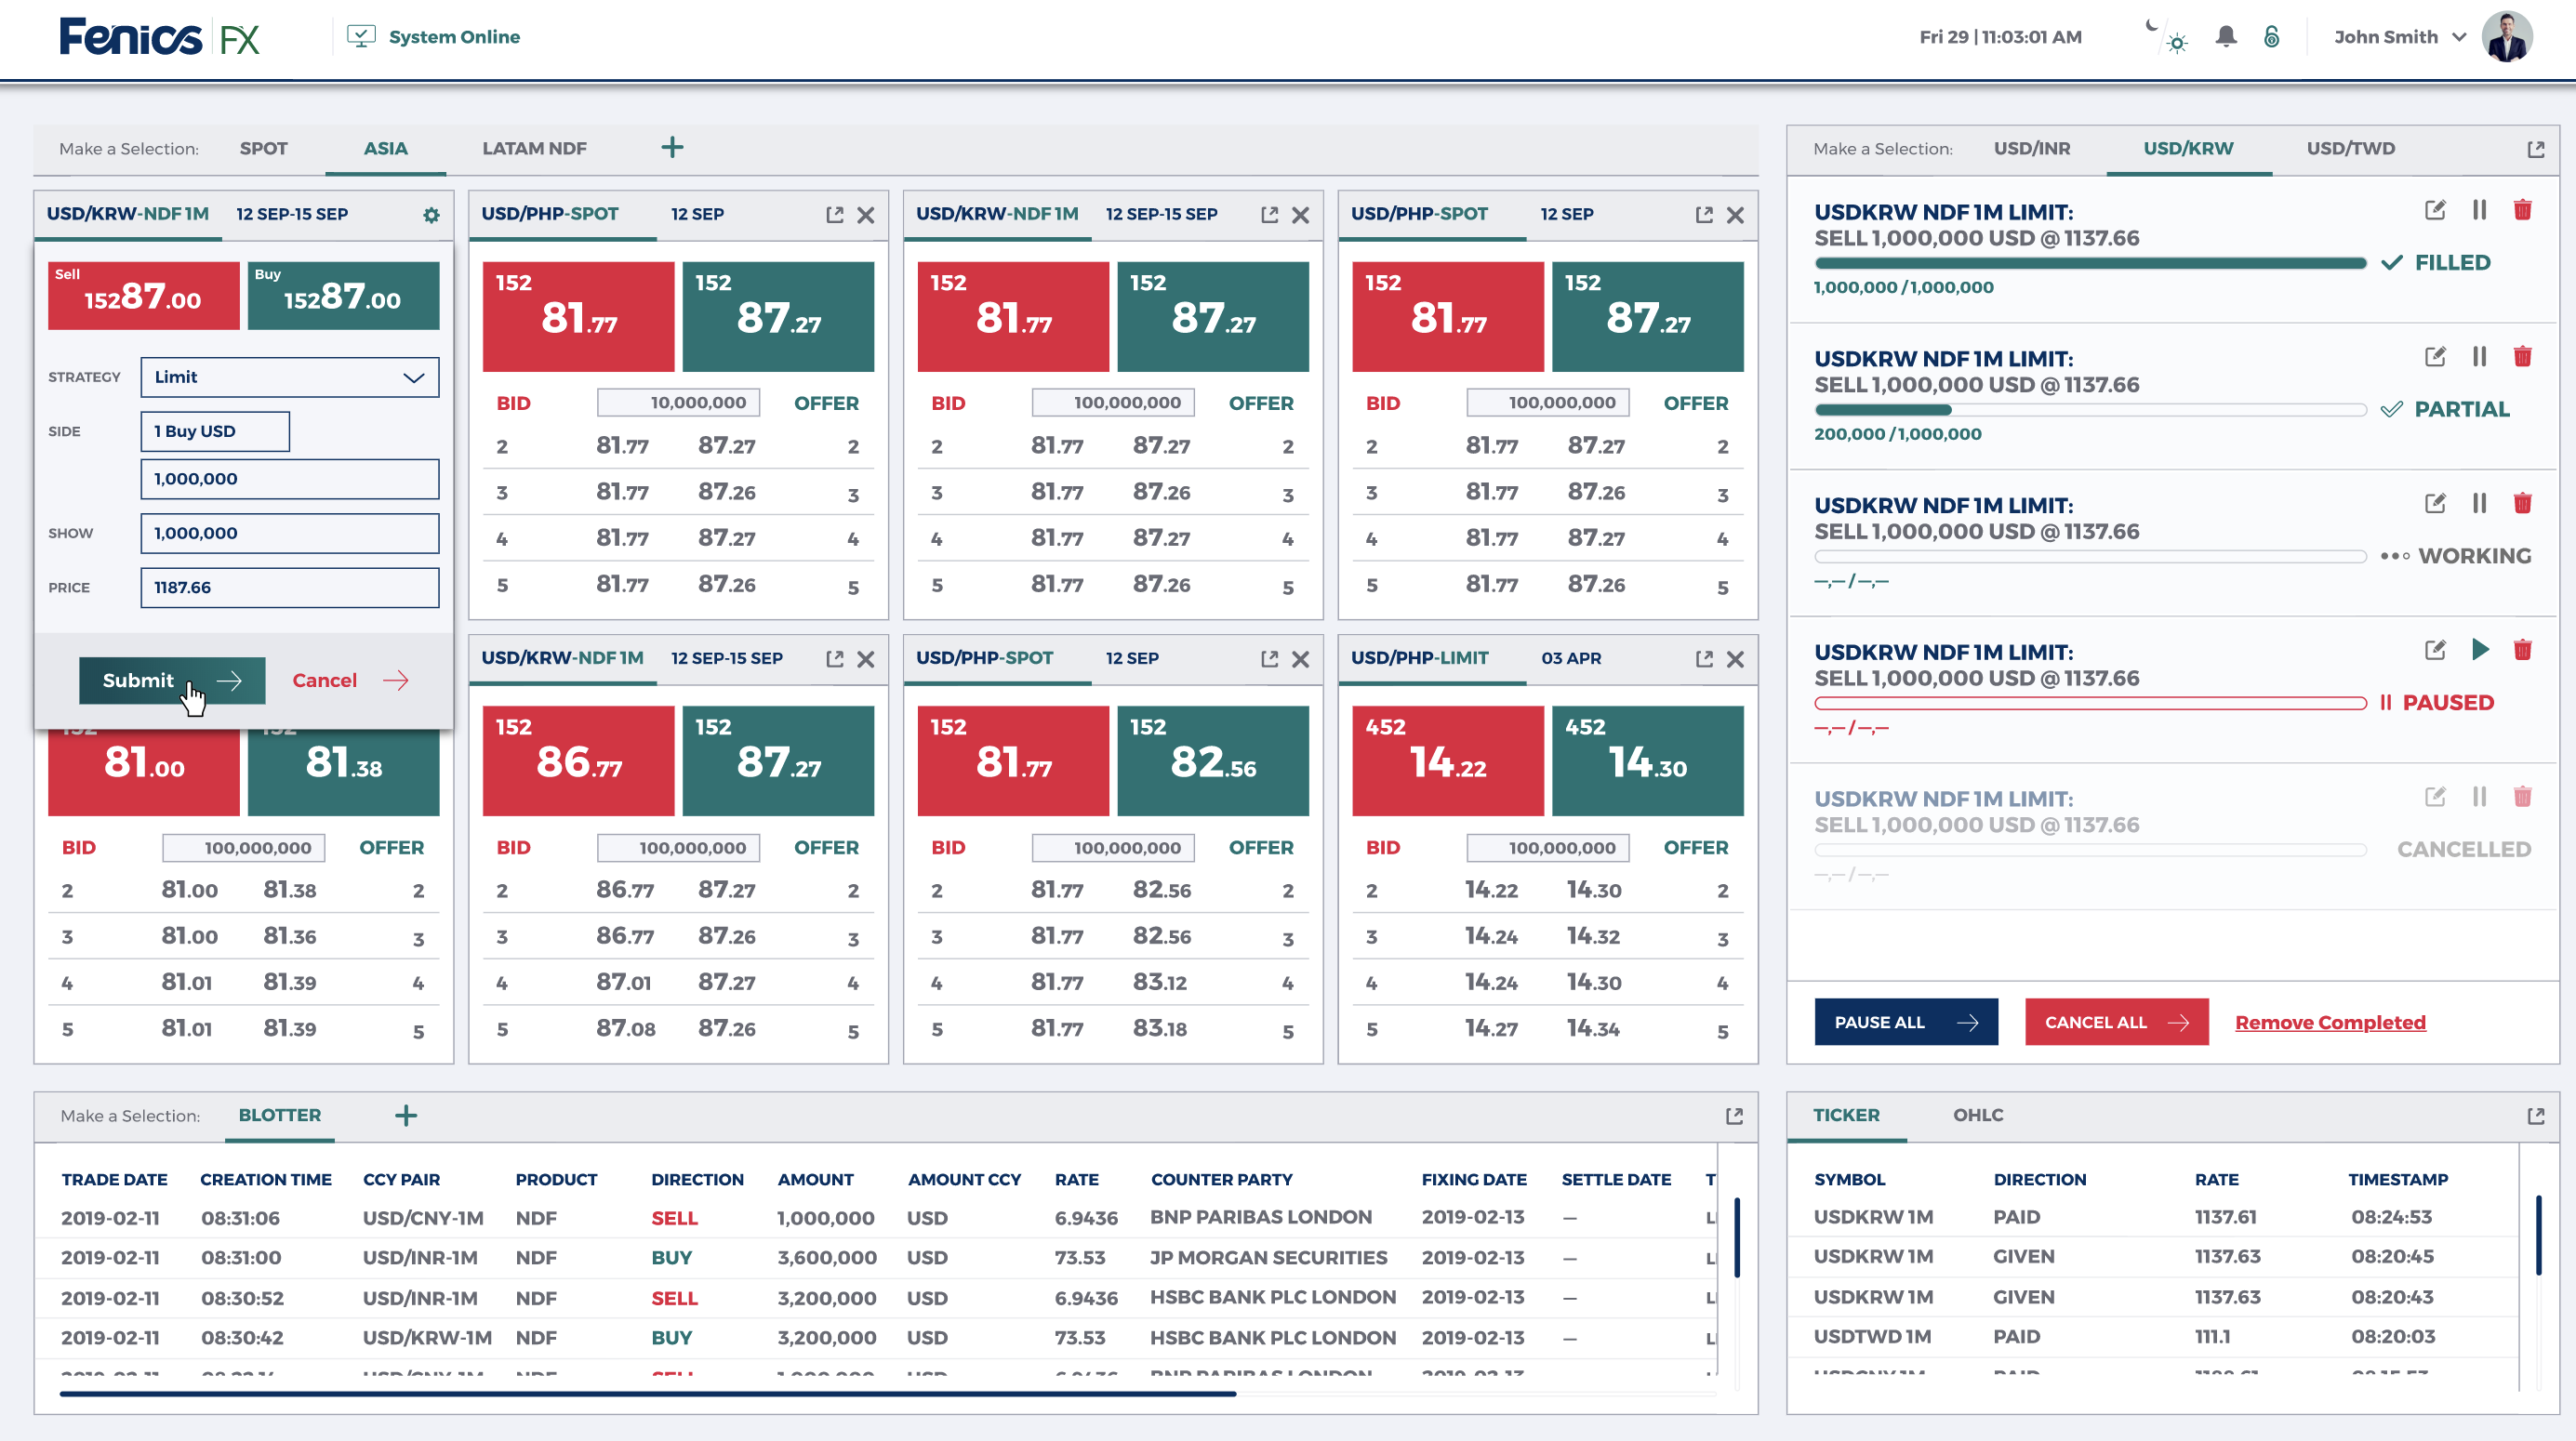 Fenics FX
System Online
Fri 29 | 11:03:01 AM
John Smith
Make a Selection: SPOT ASIA LATAM NDF +
USD/KRW-NDF 1M 12 SEP-15 SEP
Sell 15287.00
Buy 15287.00
STRATEGY Limit
SIDE 1 Buy USD
1,000,000
SHOW 1,000,000
PRICE 1187.66
Submit Cancel
81.00 81.38
BID 100,000,000 OFFER
2 81.00 81.38 2
3 81.00 81.36 3
4 81.01 81.39 4
5 81.01 81.39 5
USD/PHP-SPOT 12 SEP
152 81.77
152 87.27
BID 10,000,000 OFFER
2 81.77 87.27 2
3 81.77 87.26 3
4 81.77 87.27 4
5 81.77 87.26 5
USD/KRW-NDF 1M 12 SEP-15 SEP
152 81.77
152 87.27
BID 100,000,000 OFFER
2 81.77 87.27 2
3 81.77 87.26 3
4 81.77 87.27 4
5 81.77 87.26 5
USD/PHP-SPOT 12 SEP
152 81.77
152 87.27
BID 100,000,000 OFFER
2 81.77 87.27 2
3 81.77 87.26 3
4 81.77 87.27 4
5 81.77 87.26 5
USD/KRW-NDF 1M 12 SEP-15 SEP
152 86.77
152 87.27
BID 100,000,000 OFFER
2 86.77 87.27 2
3 86.77 87.26 3
4 87.01 87.27 4
5 87.08 87.26 5
USD/PHP-SPOT 12 SEP
152 81.77
152 82.56
BID 100,000,000 OFFER
2 81.77 82.56 2
3 81.77 82.56 3
4 81.77 83.12 4
5 81.77 83.18 5
USD/PHP-LIMIT 03 APR
452 14.22
452 14.30
BID 100,000,000 OFFER
2 14.22 14.30 2
3 14.24 14.32 3
4 14.24 14.30 4
5 14.27 14.34 5
Make a Selection: USD/INR USD/KRW USD/TWD
USDKRW NDF 1M LIMIT:
SELL 1,000,000 USD @ 1137.66
FILLED
1,000,000 / 1,000,000
USDKRW NDF 1M LIMIT:
SELL 1,000,000 USD @ 1137.66
PARTIAL
200,000 / 1,000,000
USDKRW NDF 1M LIMIT:
SELL 1,000,000 USD @ 1137.66
WORKING
—,— / —,—
USDKRW NDF 1M LIMIT:
SELL 1,000,000 USD @ 1137.66
PAUSED
—,— / —,—
USDKRW NDF 1M LIMIT:
SELL 1,000,000 USD @ 1137.66
CANCELLED
—,— / —,—
PAUSE ALL CANCEL ALL Remove Completed
Make a Selection: BLOTTER +
TRADE DATE CREATION TIME CCY PAIR PRODUCT DIRECTION AMOUNT AMOUNT CCY RATE COUNTER PARTY FIXING DATE SETTLE DATE T
2019-02-11 08:31:06 USD/CNY-1M NDF SELL 1,000,000 USD 6.9436 BNP PARIBAS LONDON 2019-02-13 —
2019-02-11 08:31:00 USD/INR-1M NDF BUY 3,600,000 USD 73.53 JP MORGAN SECURITIES 2019-02-13 —
2019-02-11 08:30:52 USD/INR-1M NDF SELL 3,200,000 USD 6.9436 HSBC BANK PLC LONDON 2019-02-13 —
2019-02-11 08:30:42 USD/KRW-1M NDF BUY 3,200,000 USD 73.53 HSBC BANK PLC LONDON 2019-02-13 —
TICKER OHLC
SYMBOL DIRECTION RATE TIMESTAMP
USDKRW 1M PAID 1137.61 08:24:53
USDKRW 1M GIVEN 1137.63 08:20:45
USDKRW 1M GIVEN 1137.63 08:20:43
USDTWD 1M PAID 111.1 08:20:03